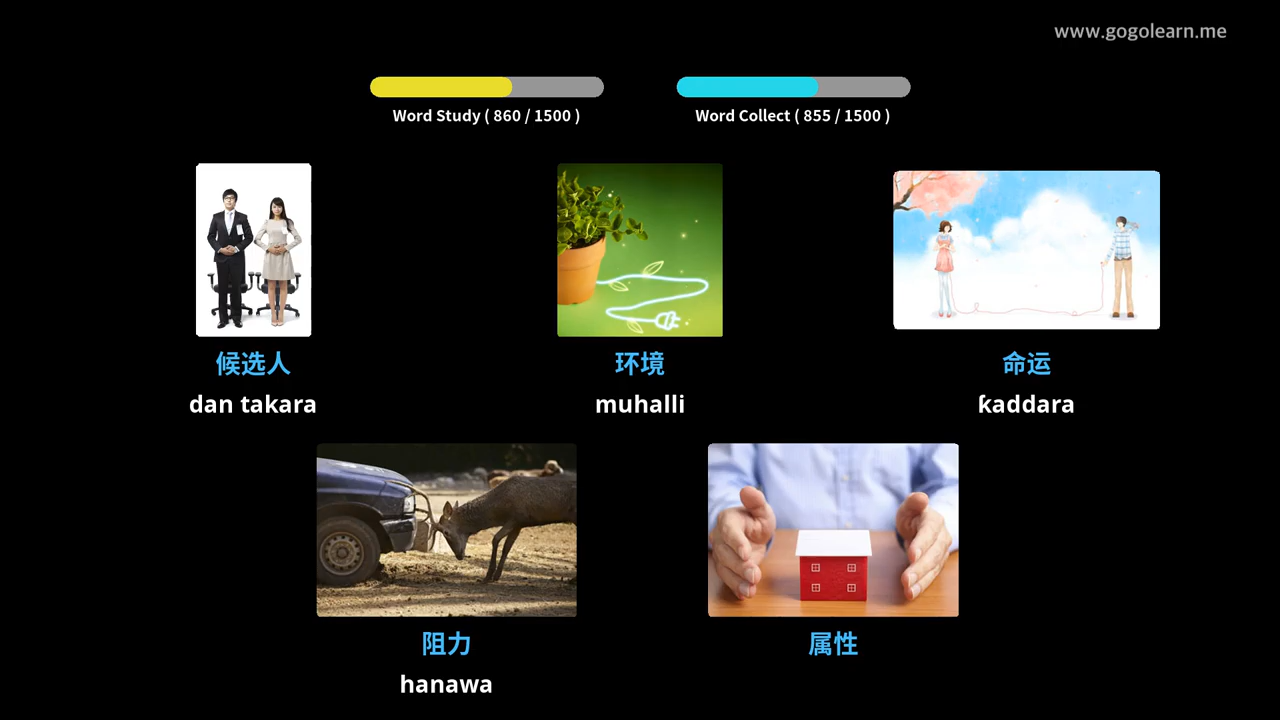 www.gogolearn.me
Word Study ( 860 / 1500 )
Word Collect ( 855 / 1500 )
候选人
dan takara
环境
muhalli
命运
ƙaddara
阻力
hanawa
属性